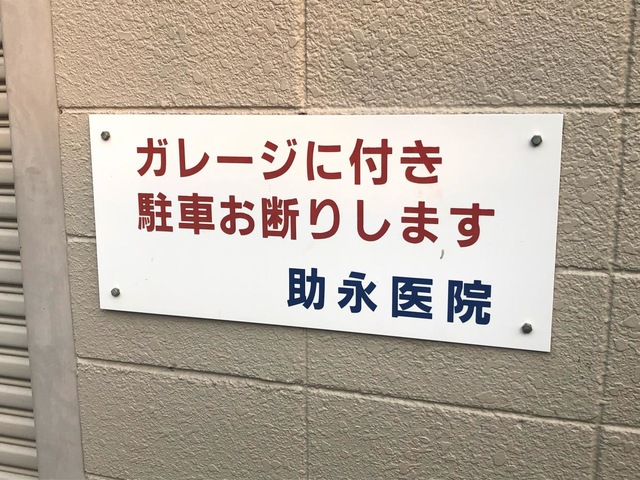 ガレージに付き
駐車お断りします
助永医院